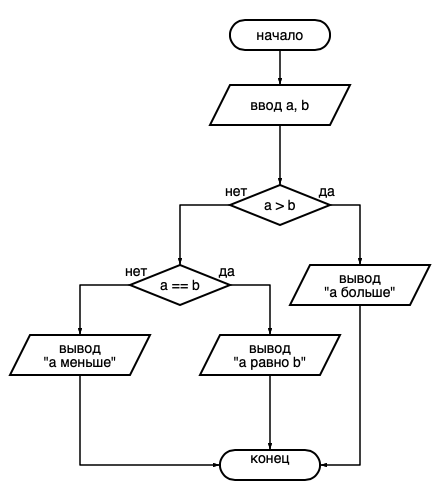 начало
ввод a, b
нет
да
a > b
нет
да
a == b
вывод
"a больше"
вывод
"a меньше"
вывод
"a равно b"
конец